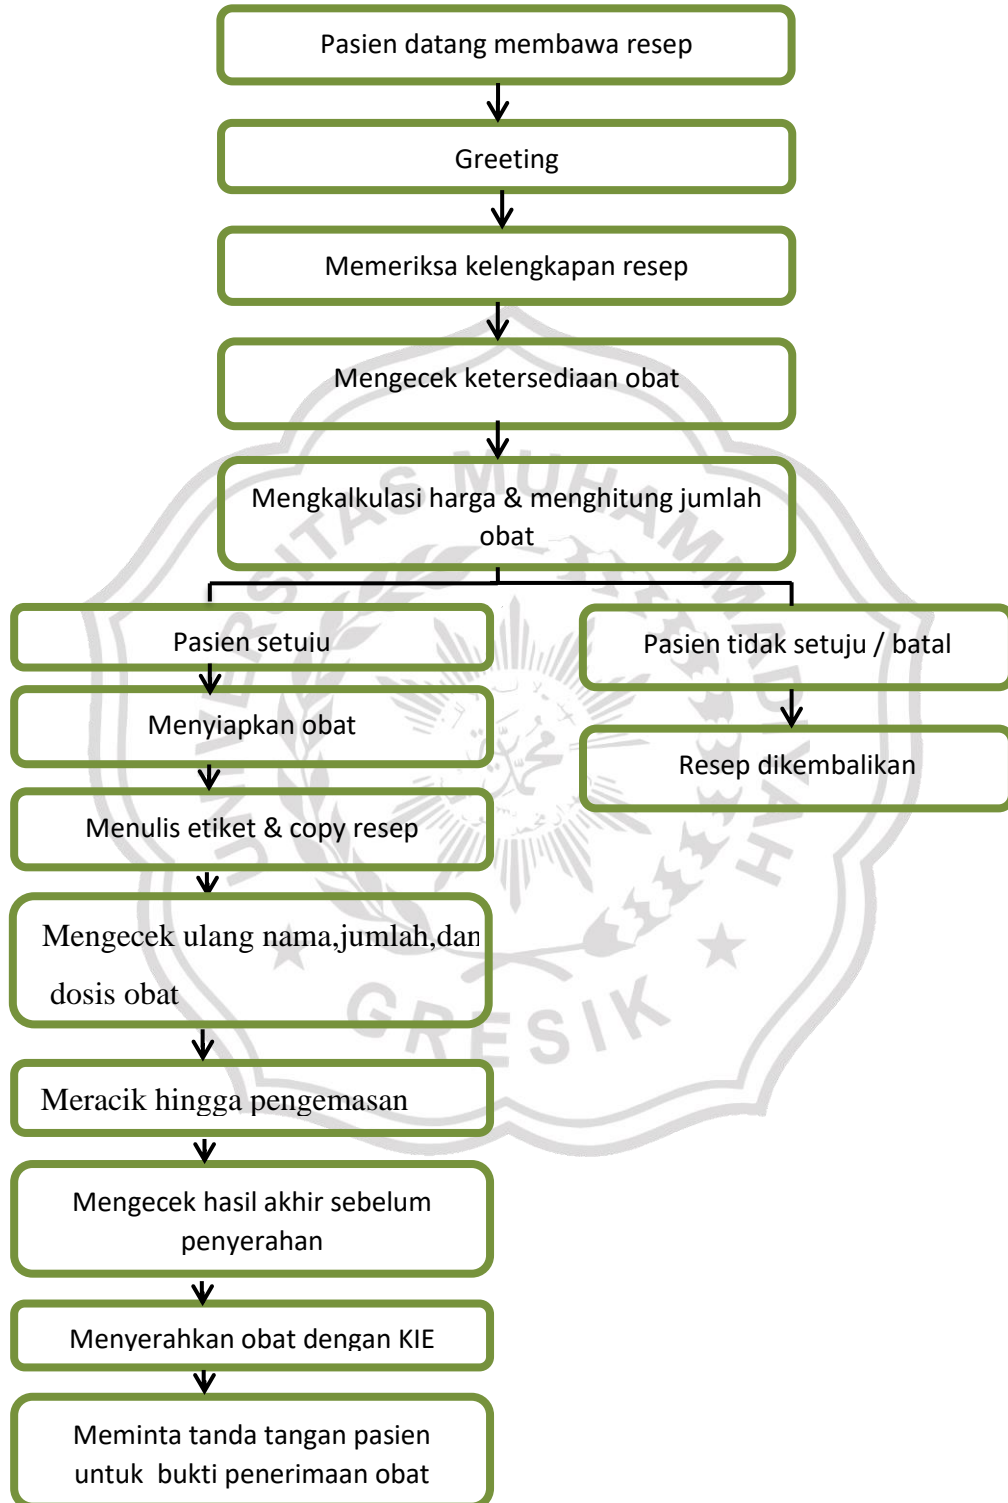 Pasien datang membawa resep
Greeting
Memeriksa kelengkapan resep
Mengecek ketersediaan obat
Mengkalkulasi harga & menghitung jumlah
obat
Pasien setuju
Pasien tidak setuju / batal
Menyiapkan obat
Resep dikembalikan
Menulis etiket & copy resep
Mengecek ulang nama,jumlah,dan
dosis obat
Meracik hingga pengemasan
Mengecek hasil akhir sebelum
penyerahan
Menyerahkan obat dengan KIE
Meminta tanda tangan pasien
untuk bukti penerimaan obat
UNIVERSITAS MUHAMMADIYAH
GRESIK